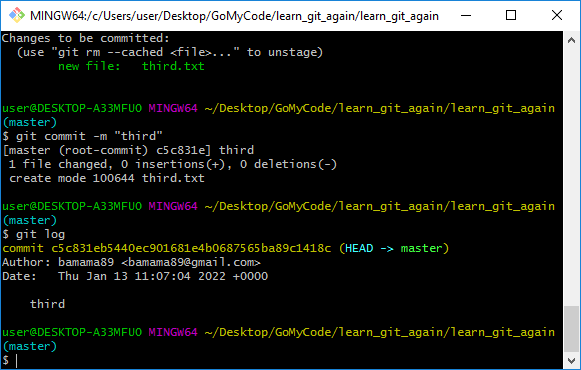 MINGW64:/c/Users/user/Desktop/GoMyCode/learn_git_again/learn_git_again
Changes to be committed:
  (use "git rm --cached <file>..." to unstage)
        new file:   third.txt
user@DESKTOP-A33MFUO MINGW64 ~/Desktop/GoMyCode/learn_git_again/learn_git_again
(master)
$ git commit -m "third"
[master (root-commit) c5c831e] third
 1 file changed, 0 insertions(+), 0 deletions(-)
 create mode 100644 third.txt
user@DESKTOP-A33MFUO MINGW64 ~/Desktop/GoMyCode/learn_git_again/learn_git_again
(master)
$ git log
commit c5c831eb5440ec901681e4b0687565ba89c1418c (HEAD -> master)
Author: bamama89 <bamama89@gmail.com>
Date:   Thu Jan 13 11:07:04 2022 +0000
    third
user@DESKTOP-A33MFUO MINGW64 ~/Desktop/GoMyCode/learn_git_again/learn_git_again
(master)
$